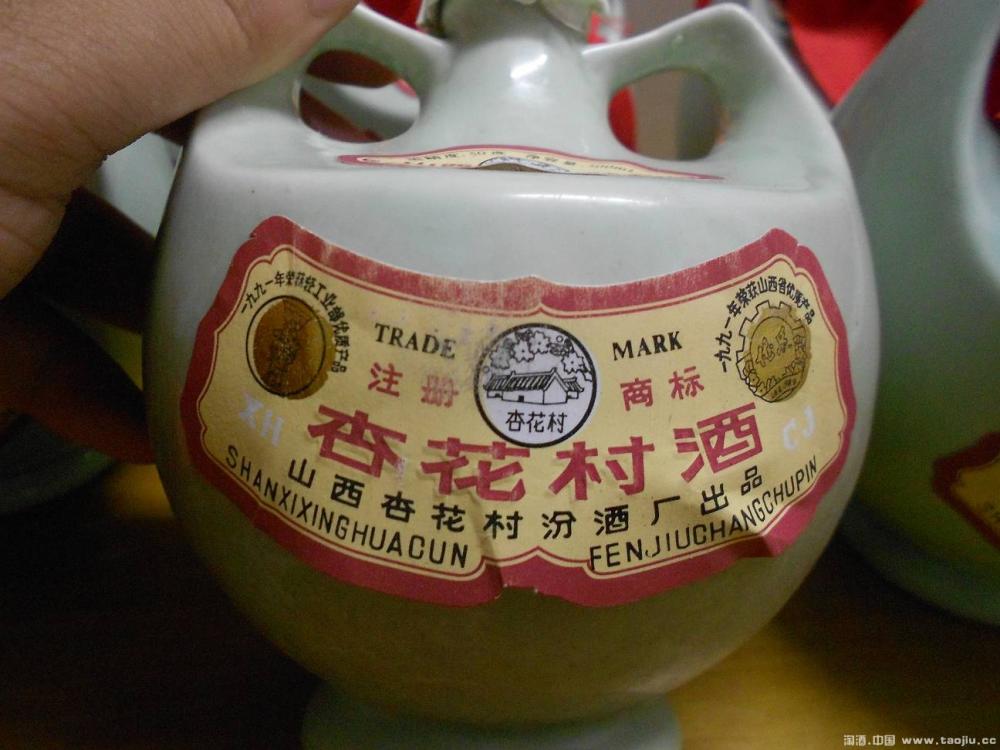 一九九一年荣获轻工业部优质产品
一九九一年荣获山西省优质产品
TRADE MARK
注册 商标
杏花村
XH CJ
杏花村酒
山西杏花村汾酒厂出品
SHANXIXINGHUACUN FENJIUCHANGCHUPIN
淘酒.中国 www.taojiu.cc